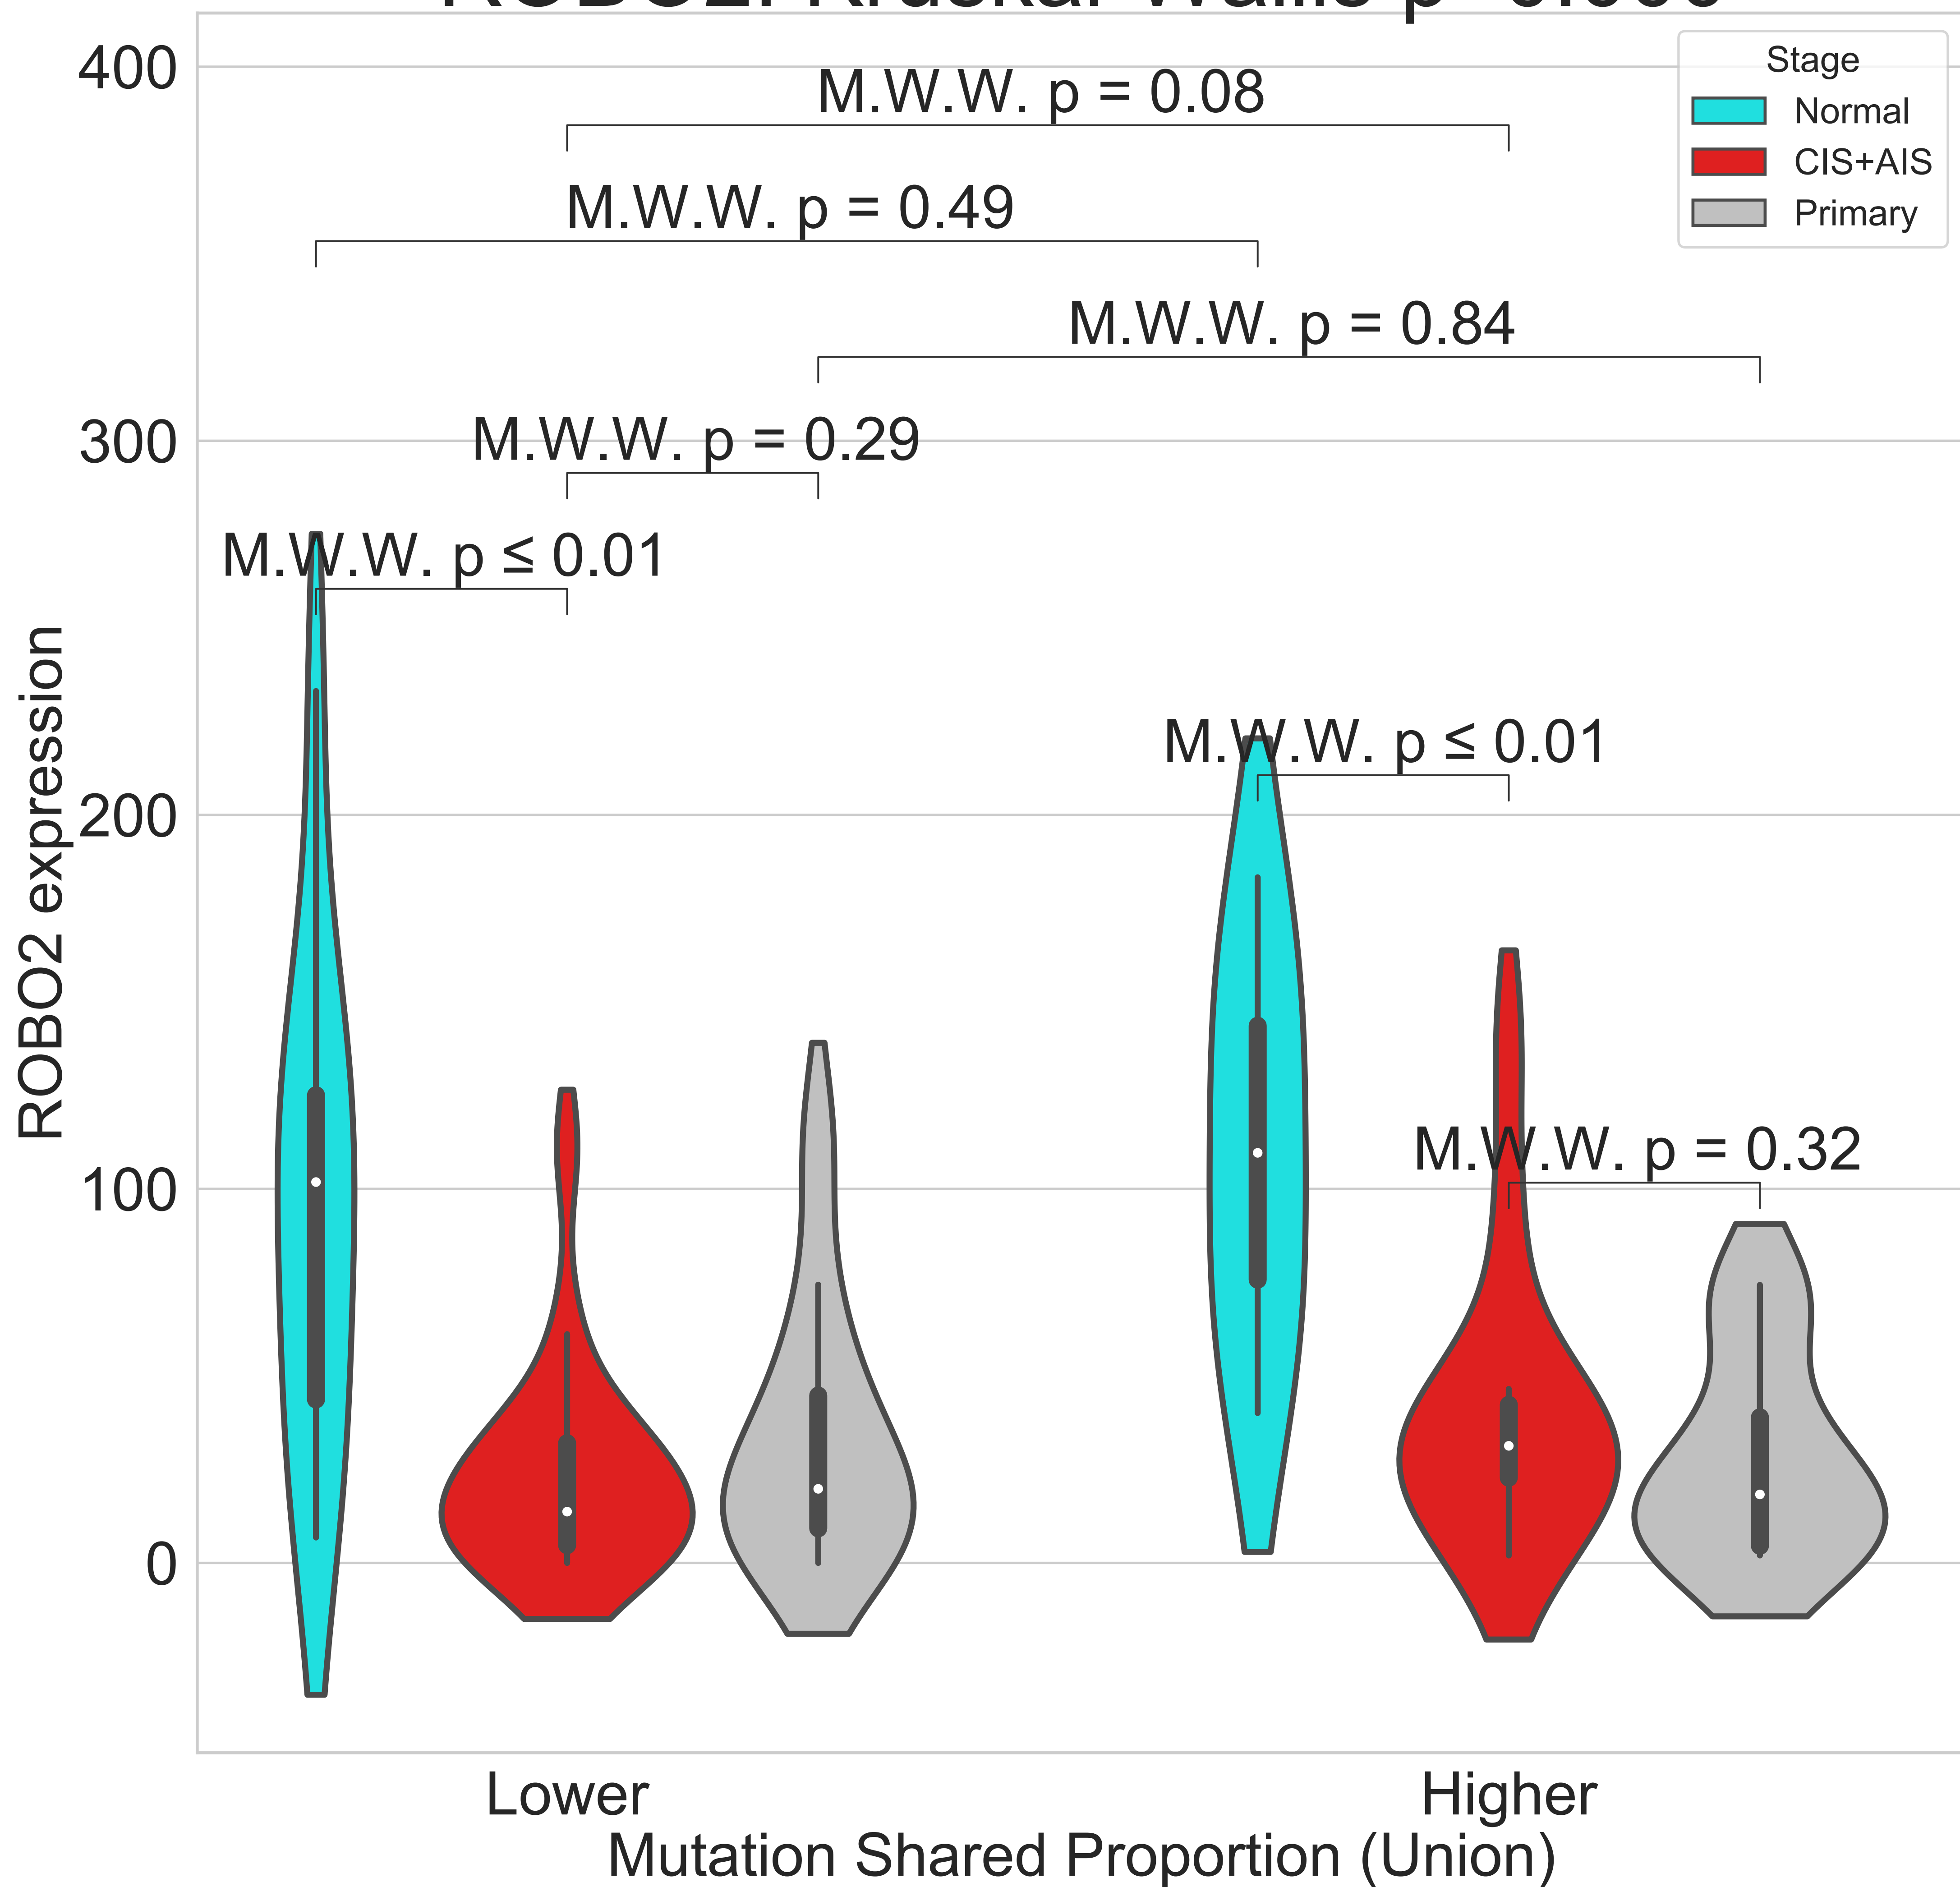 Stage
Normal
CIS+AIS
Primary
M.W.W. p = 0.08
M.W.W. p = 0.49
M.W.W. p = 0.84
M.W.W. p = 0.29
M.W.W. p ≤ 0.01
M.W.W. p ≤ 0.01
M.W.W. p = 0.32
400
300
200
100
0
ROBO2 expression
Lower
Higher
Mutation Shared Proportion (Union)